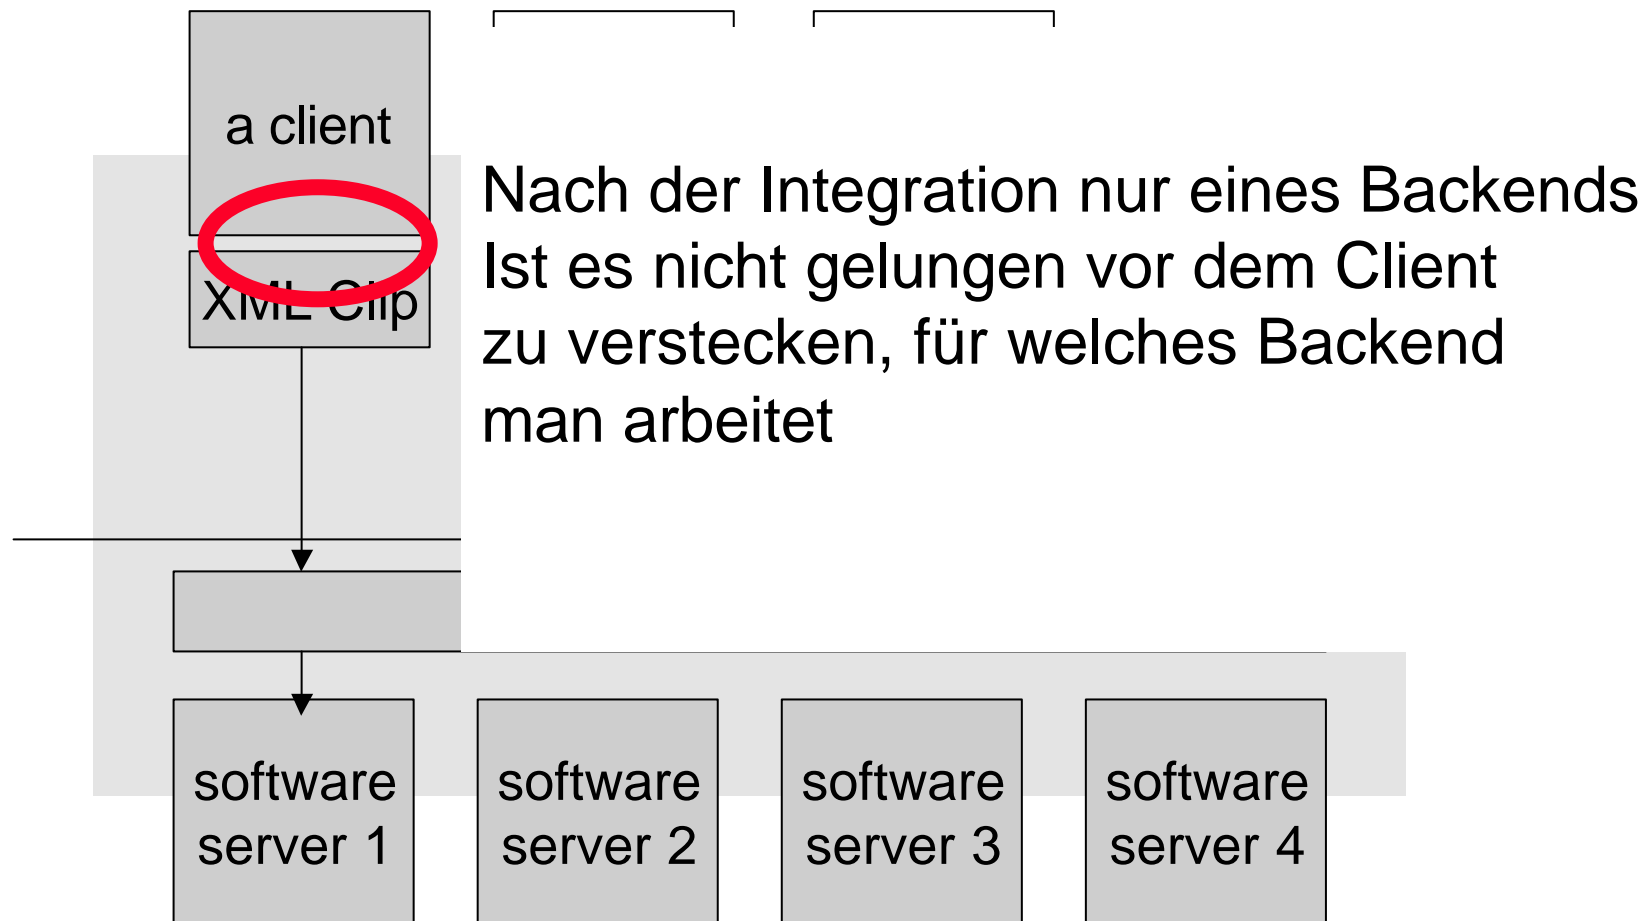 a client
XML Clip
Nach der Integration nur eines Backends
Ist es nicht gelungen vor dem Client
zu verstecken, für welches Backend
man arbeitet
software
server 1
software
server 2
software
server 3
software
server 4